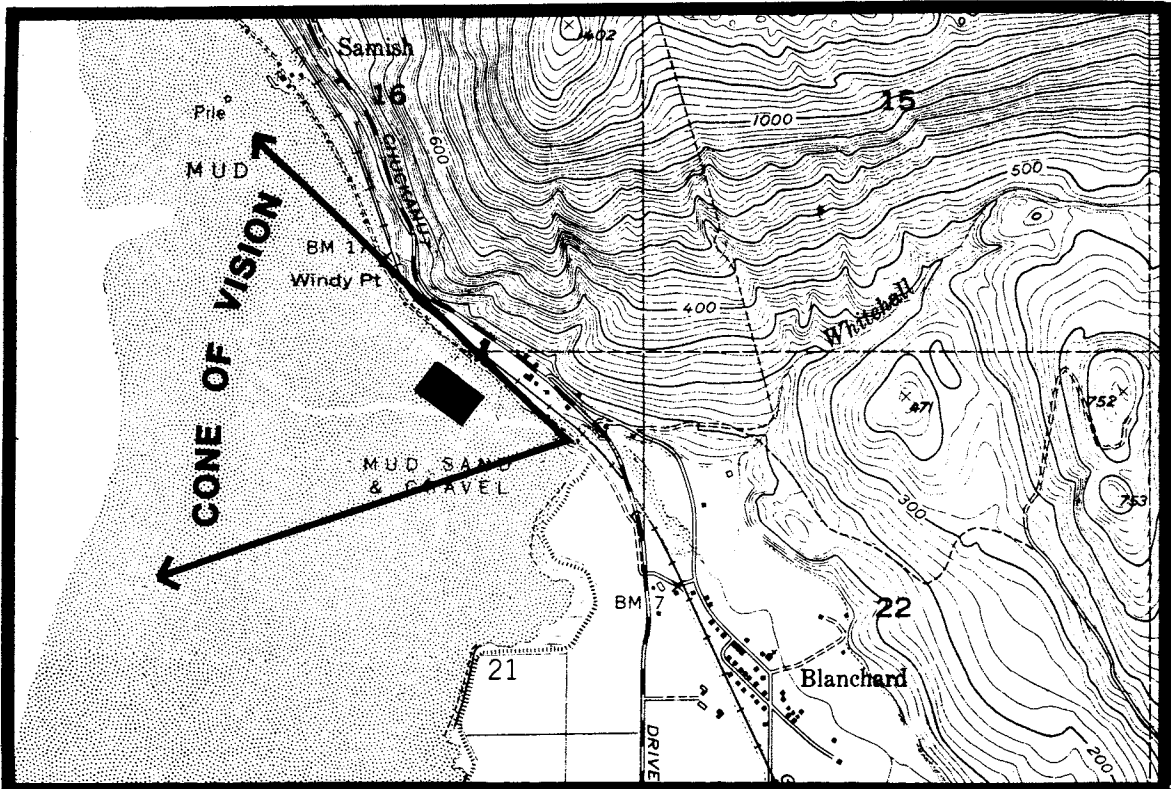 402
Samish
16
15
Pile
1000
CHUCKANUT
600
MUD
500
CONE OF VISION
BM
Windy Pt
400
Whitehall
752
471
MUD SAND
& GRAVEL
753
300
BM 7
22
21
Blanchard
DRIVE
200